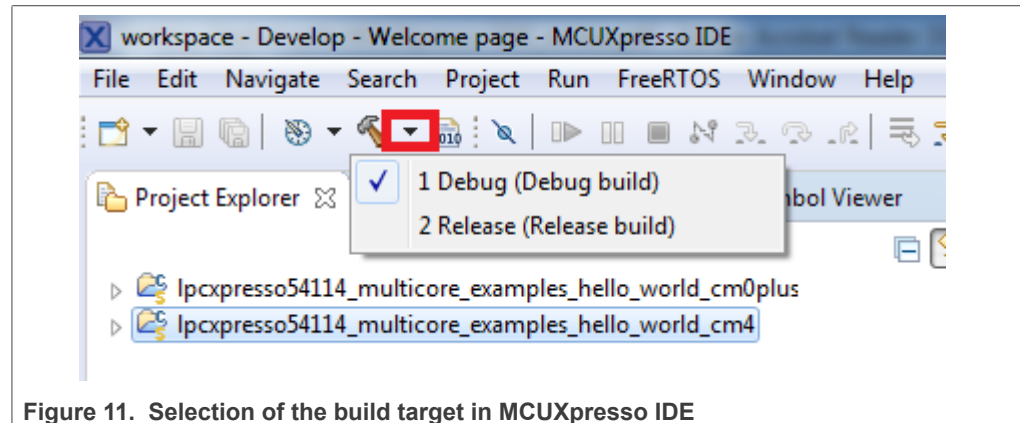 workspace - Develop - Welcome page - MCUXpresso IDE
File Edit Navigate Search Project Run FreeRTOS Window Help
010
1 Debug (Debug build)
Project Explorer
bol Viewer
2 Release (Release build)
lpcxpresso54114_multicore_examples_hello_world_cm0plus
lpcxpresso54114_multicore_examples_hello_world_cm4
Figure 11. Selection of the build target in MCUXpresso IDE